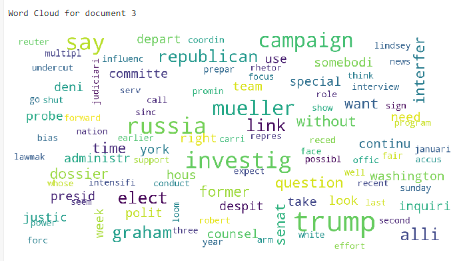 Word Cloud for document 3
reuter say depart coordin campaign lindsey
multipl influenc republican use somebodi news interfer
undercut judiciari committe prepar rhetor focus special think interview
deni serv promin team role want sign
go shut call mueller show need
probe forward sinc link without program
nation russia repres
bias earlier right carri reced continu januari
lawmak time york face possibl offic fair accus
administr support investig
dossier hous expect well washington
whose intensifi conduct question recent sunday
presid seem former take look last inquiri
elect despit trump
justic week polit loom senat alli
power graham robert three counsel white second
forc year arm effort